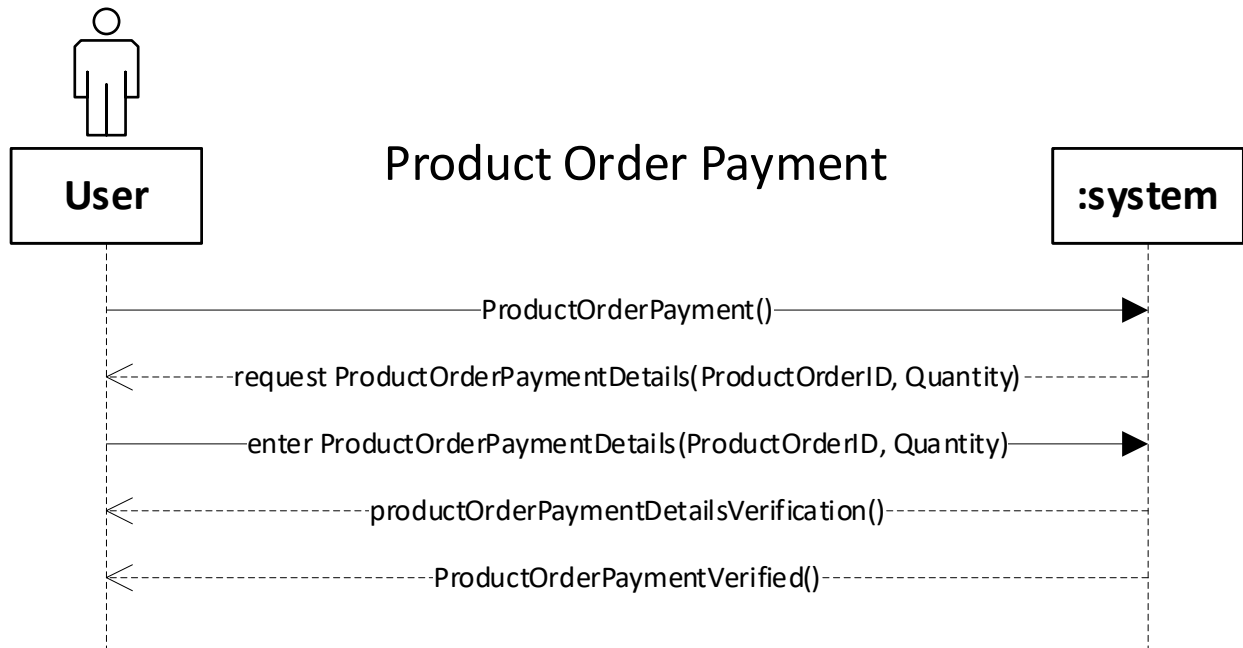 Product Order Payment
User
:system
ProductOrderPayment()
request ProductOrderPaymentDetails(ProductOrderID, Quantity)
enter ProductOrderPaymentDetails(ProductOrderID, Quantity)
productOrderPaymentDetailsVerification()
ProductOrderPaymentVerified()